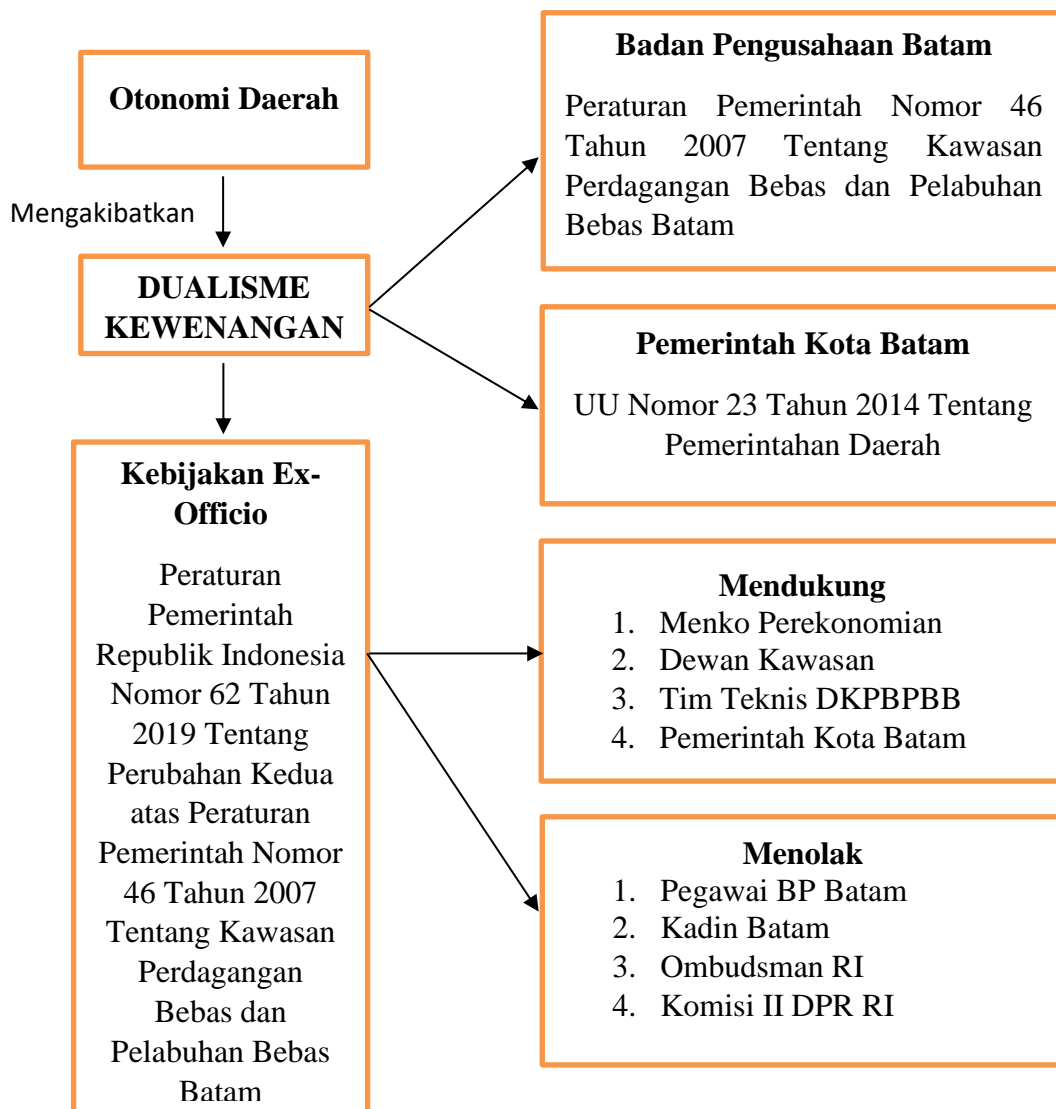 Otonomi Daerah
Mengakibatkan
DUALISME
KEWENANGAN
Badan Pengusahaan Batam
Peraturan Pemerintah Nomor 46
Tahun 2007 Tentang Kawasan
Perdagangan Bebas dan Pelabuhan
Bebas Batam
Pemerintah Kota Batam
UU Nomor 23 Tahun 2014 Tentang
Pemerintahan Daerah
Kebijakan Ex-
Officio
Peraturan
Pemerintah
Republik Indonesia
Nomor 62 Tahun
2019 Tentang
Perubahan Kedua
atas Peraturan
Pemerintah Nomor
46 Tahun 2007
Tentang Kawasan
Perdagangan
Bebas dan
Pelabuhan Bebas
Batam
Mendukung
1. Menko Perekonomian
2. Dewan Kawasan
3. Tim Teknis DKPBPBB
4. Pemerintah Kota Batam
Menolak
1. Pegawai BP Batam
2. Kadin Batam
3. Ombudsman RI
4. Komisi II DPR RI